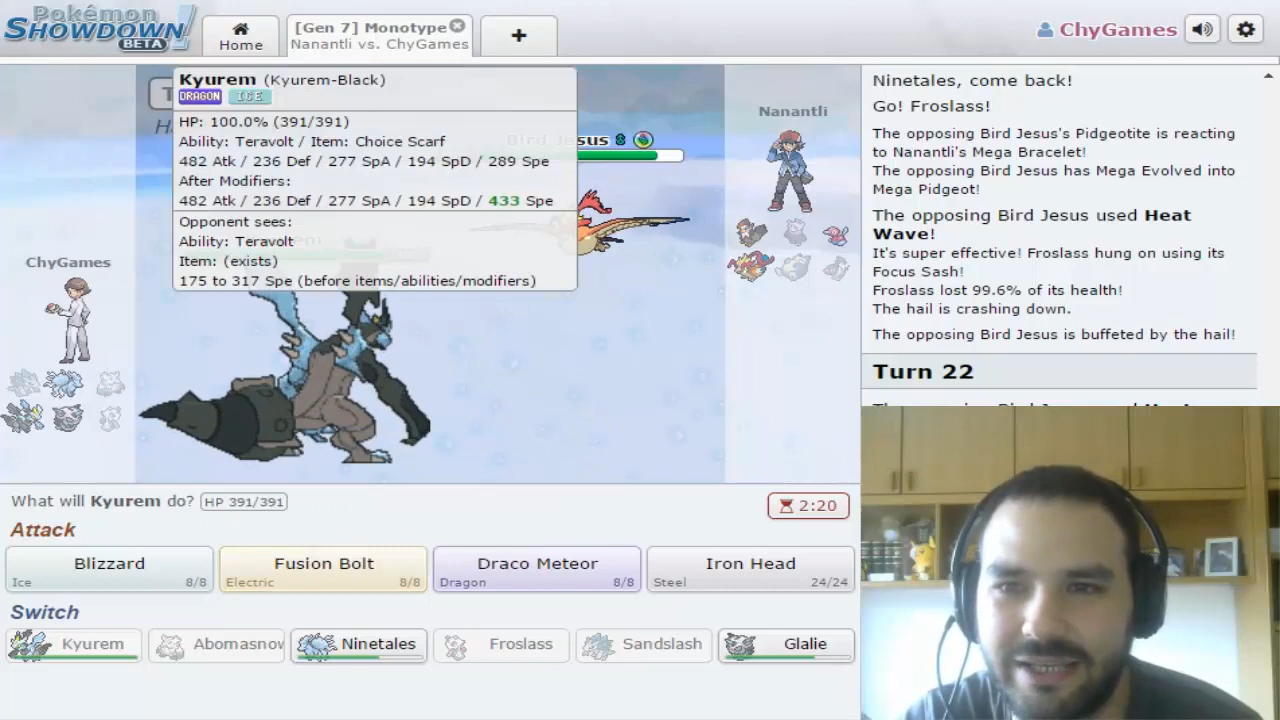 Pokémon
SHOWDOWN!
BETA
Home
[Gen 7] Monotype
Nanantli vs. ChyGames
+
ChyGames
Kyurem (Kyurem-Black)
DRAGON ICE
HP: 100.0% (391/391)
Ability: Teravolt / Item: Choice Scarf
482 Atk / 236 Def / 277 SpA / 194 SpD / 289 Spe
After Modifiers:
482 Atk / 236 Def / 277 SpA / 194 SpD / 433 Spe
Opponent sees:
Ability: Teravolt
Item: (exists)
175 to 317 Spe (before items/abilities/modifiers)
Bird Jesus
Nanantli
ChyGames
Ninetales, come back!
Go! Froslass!
The opposing Bird Jesus's Pidgeotite is reacting
to Nanantli's Mega Bracelet!
The opposing Bird Jesus has Mega Evolved into
Mega Pidgeot!
The opposing Bird Jesus used Heat
Wave!
It's super effective! Froslass hung on using its
Focus Sash!
Froslass lost 99.6% of its health!
The hail is crashing down.
The opposing Bird Jesus is buffeted by the hail!
Turn 22
What will Kyurem do? HP 391/391
2:20
Attack
Blizzard
Ice 8/8
Fusion Bolt
Electric 8/8
Draco Meteor
Dragon 8/8
Iron Head
Steel 24/24
Switch
Kyurem
Abomasnow
Ninetales
Froslass
Sandslash
Glalie